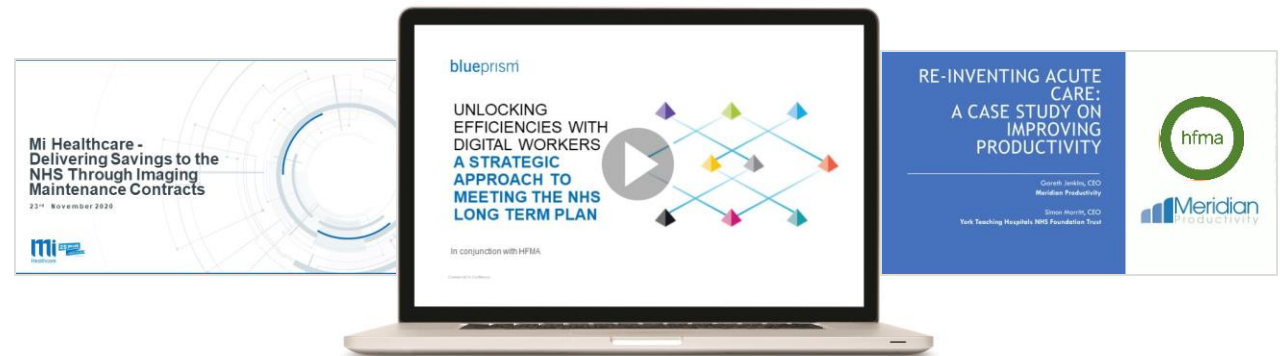 Mi Healthcare -
Delivering Savings to the
NHS Through Imaging
Maintenance Contracts
23rd November 2020
mi
healthcare
blueprism
UNLOCKING
EFFICIENCIES WITH
DIGITAL WORKERS
A STRATEGIC
APPROACH TO
MEETING THE NHS
LONG TERM PLAN
In conjunction with HFMA
Commercial in Confidence
RE-INVENTING ACUTE
CARE:
A CASE STUDY ON
IMPROVING
PRODUCTIVITY
Gareth Jenkins, CEO
Meridian Productivity
Simon Morritt, CEO
York Teaching Hospitals NHS Foundation Trust
hfma
Meridian
Productivity